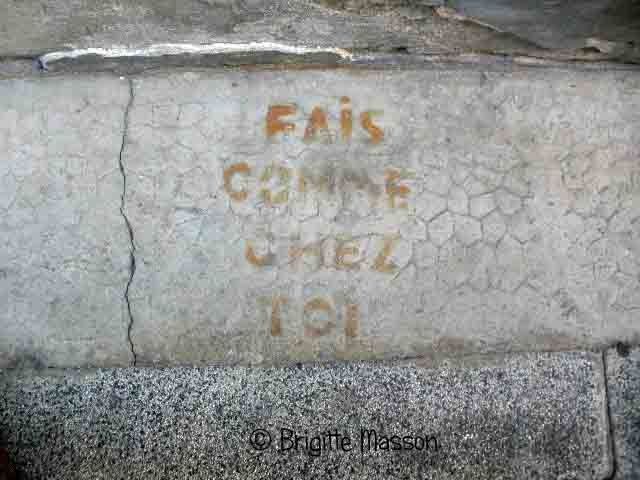 FAiS
COMME
CHEZ
TOI
© Brigitte Masson